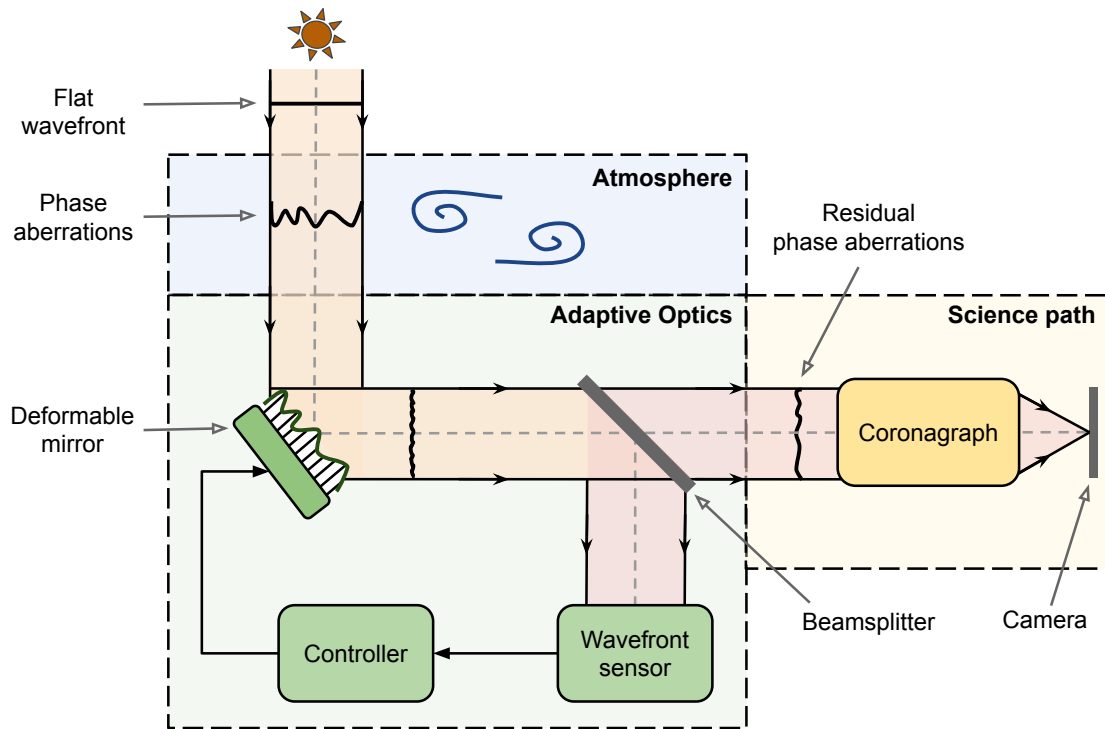 Flat
wavefront
Atmosphere
Phase
aberrations
Residual
phase aberrations
Adaptive Optics
Science path
Deformable
mirror
Coronagraph
Controller
Wavefront
sensor
Beamsplitter
Camera